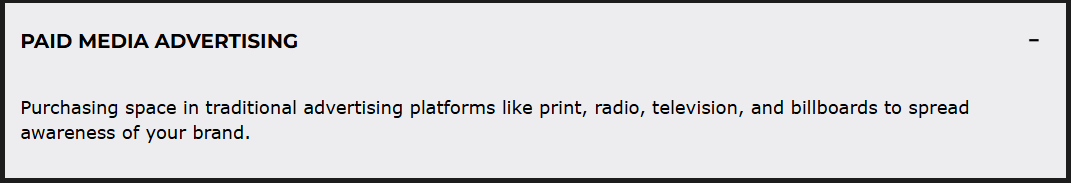 PAID MEDIA ADVERTISING –
Purchasing space in traditional advertising platforms like print, radio, television, and billboards to spread
awareness of your brand.